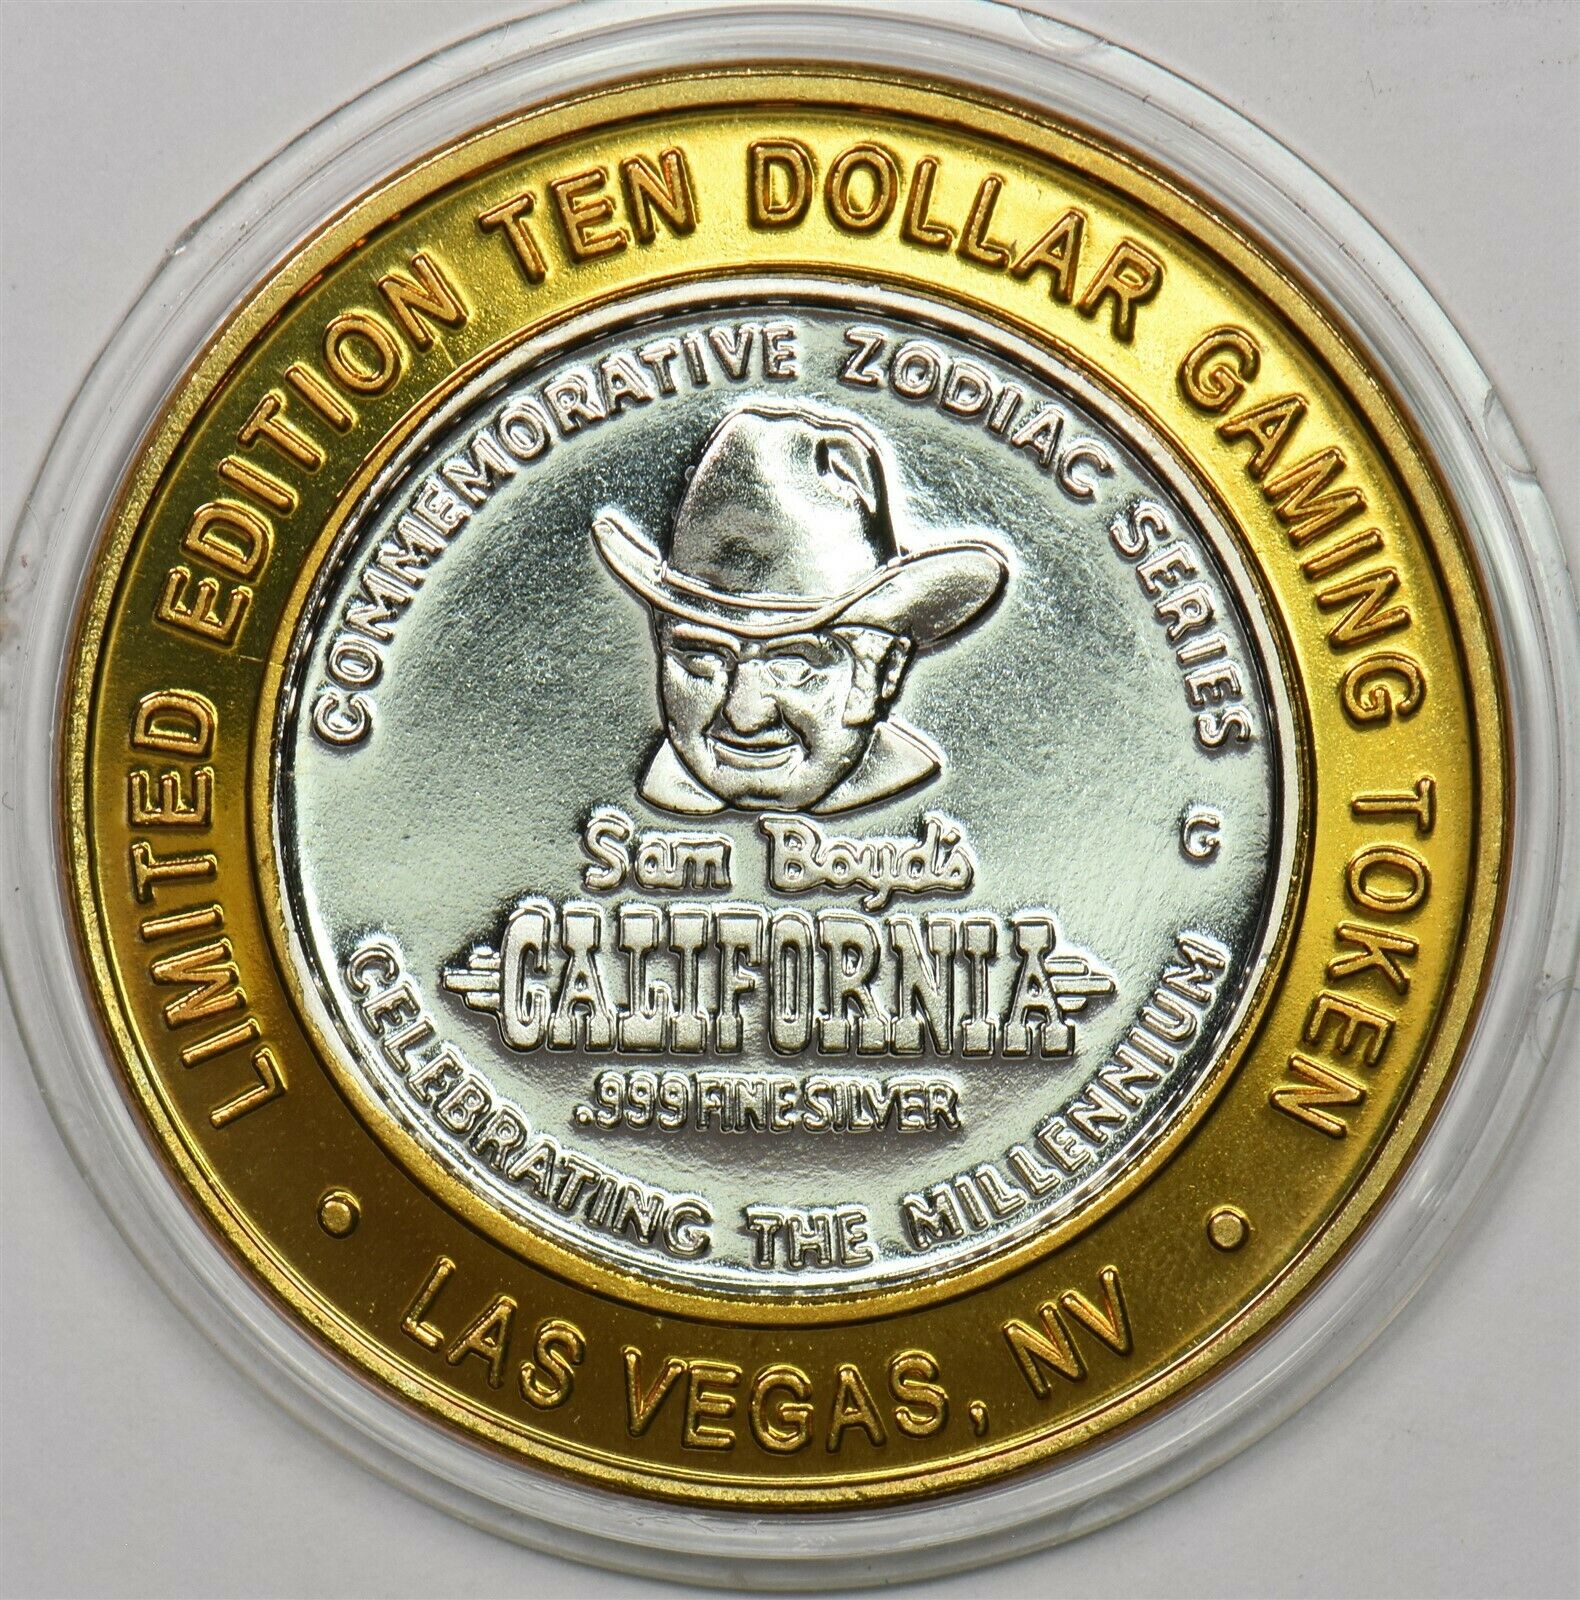 LIMITED EDITION TEN DOLLAR GAMING TOKEN
COMMEMORATIVE ZODIAC SERIES
G
Sam Boyd's
CALIFORNIA
.999 FINE SILVER
CELEBRATING THE MILLENNIUM
• LAS VEGAS, NV •